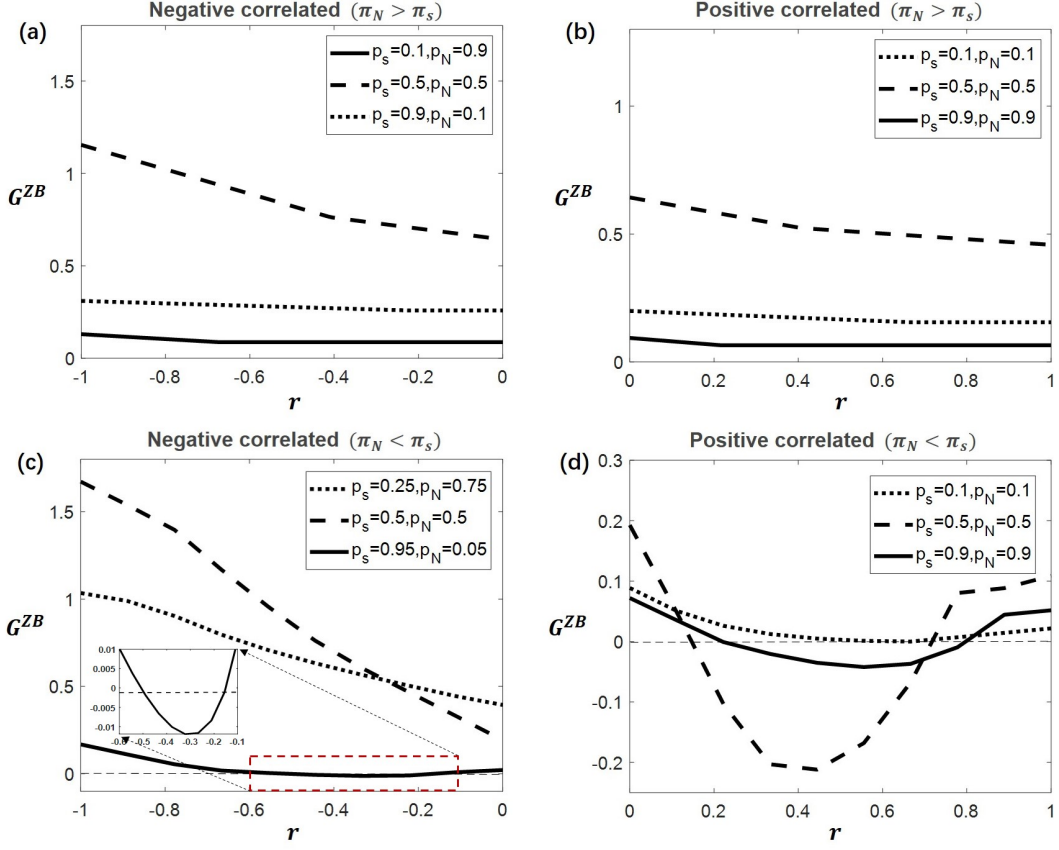 Negative correlated (π_N > π_s)
(a)
p_s=0.1,p_N=0.9
p_s=0.5,p_N=0.5
p_s=0.9,p_N=0.1
1.5
1
0.5
0
G^ZB
-1 -0.8 -0.6 -0.4 -0.2 0
r
Positive correlated (π_N > π_s)
(b)
p_s=0.1,p_N=0.1
p_s=0.5,p_N=0.5
p_s=0.9,p_N=0.9
1
0.5
0
G^ZB
0 0.2 0.4 0.6 0.8 1
r
Negative correlated (π_N < π_s)
(c)
p_s=0.25,p_N=0.75
p_s=0.5,p_N=0.5
p_s=0.95,p_N=0.05
1.5
1
0.5
0
G^ZB
0.01
0.005
0
-0.005
-0.01
-0.6 -0.5 -0.4 -0.3 -0.2 -0.1
-1 -0.8 -0.6 -0.4 -0.2 0
r
Positive correlated (π_N < π_s)
(d)
p_s=0.1,p_N=0.1
p_s=0.5,p_N=0.5
p_s=0.9,p_N=0.9
0.3
0.2
0.1
0
-0.1
-0.2
G^ZB
0 0.2 0.4 0.6 0.8 1
r